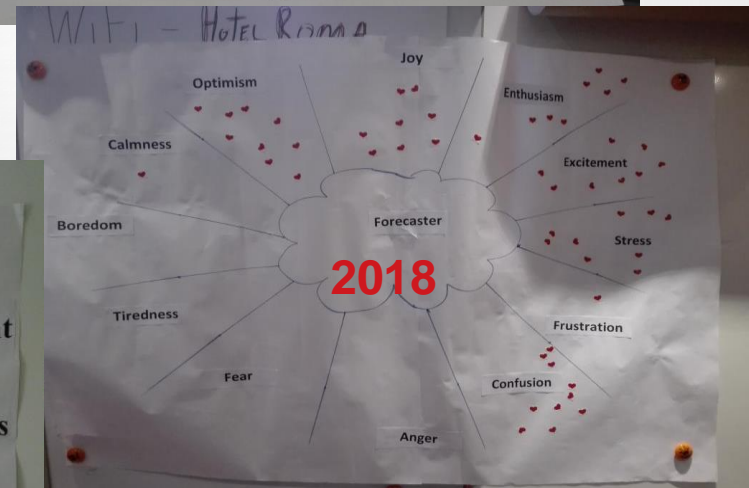 WiFi - HOTEL ROMA
Joy
Optimism
Enthusiasm
Calmness
Excitement
Boredom
Forecaster
Stress
2018
Tiredness
Frustration
Fear
Confusion
Anger
t
s